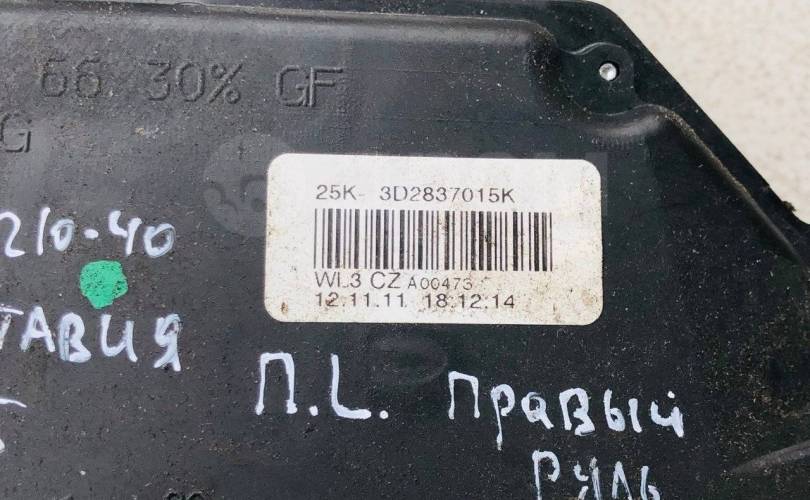 66 30% GF
G
25K- 3D2837015K
WL3 CZ A00473
12.11.11 18.12.14
210-40
ТАВИЯ
П.L. Правый
руль